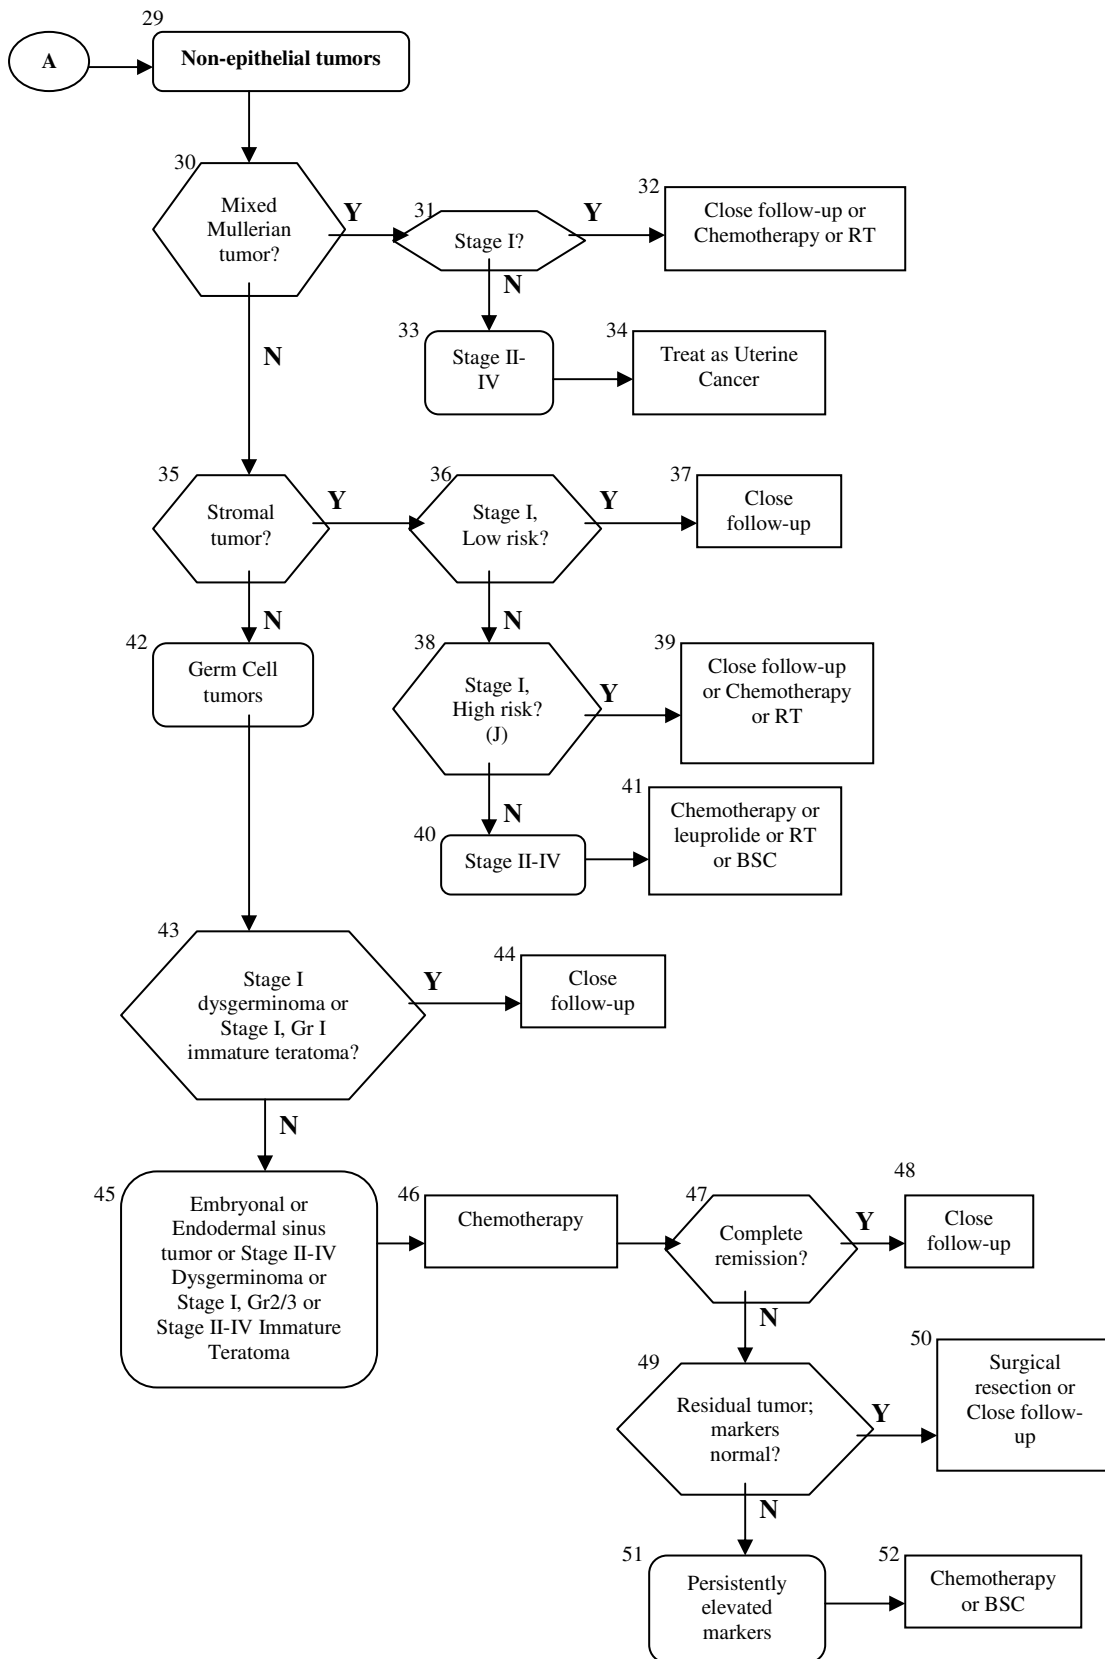 29
A
Non-epithelial tumors
30
Mixed
Mullerian
tumor?
Y
31
Stage I?
Y
32
Close follow-up or
Chemotherapy or RT
N
33
Stage II-
IV
34
Treat as Uterine
Cancer
N
35
Stromal
tumor?
Y
36
Stage I,
Low risk?
Y
37
Close
follow-up
N
N
42
Germ Cell
tumors
38
Stage I,
High risk?
(J)
Y
39
Close follow-up
or Chemotherapy
or RT
N
40
Stage II-IV
41
Chemotherapy or
leuprolide or RT
or BSC
43
Stage I
dysgerminoma or
Stage I, Gr I
immature teratoma?
Y
44
Close
follow-up
N
45
Embryonal or
Endodermal sinus
tumor or Stage II-IV
Dysgerminoma or
Stage I, Gr2/3 or
Stage II-IV Immature
Teratoma
46
Chemotherapy
47
Complete
remission?
Y
48
Close
follow-up
N
49
Residual tumor;
markers
normal?
Y
50
Surgical
resection or
Close follow-
up
N
51
Persistently
elevated
markers
52
Chemotherapy
or BSC